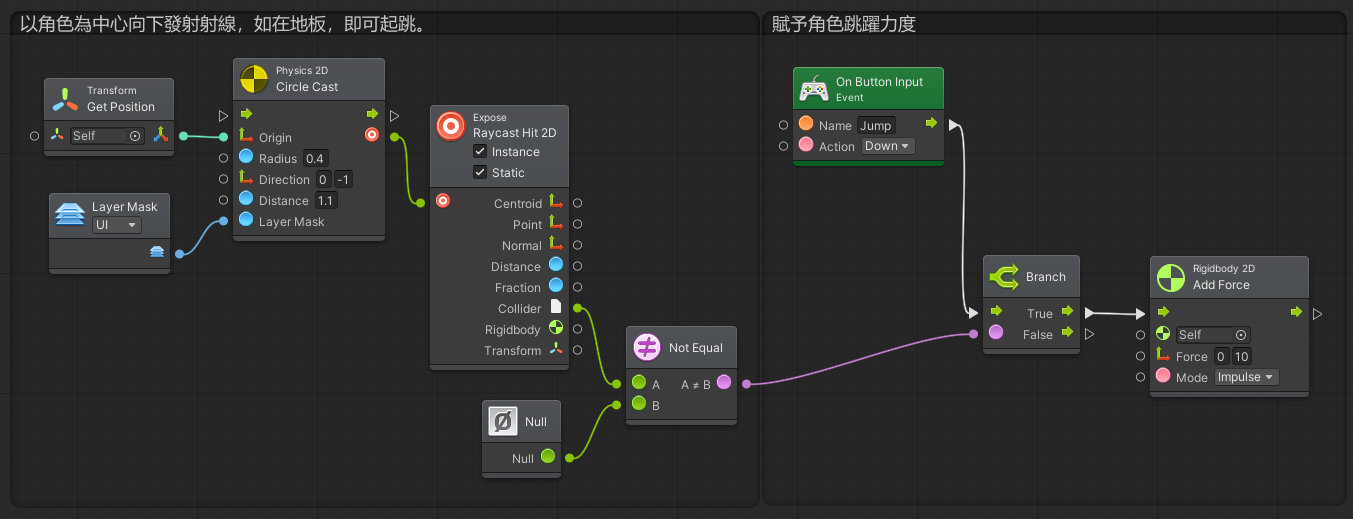 以角色為中心向下發射射線，如在地板，即可起跳。
Transform
Get Position
Self
Layer Mask
UI
Physics 2D
Circle Cast
Origin
Radius 0.4
Direction 0 -1
Distance 1.1
Layer Mask
Expose
Raycast Hit 2D
Instance
Static
Centroid
Point
Normal
Distance
Fraction
Collider
Rigidbody
Transform
Null
Null
Not Equal
A A ≠ B
B
賦予角色跳躍力度
On Button Input
Event
Name Jump
Action Down
Branch
True
False
Rigidbody 2D
Add Force
Self
Force 0 10
Mode Impulse